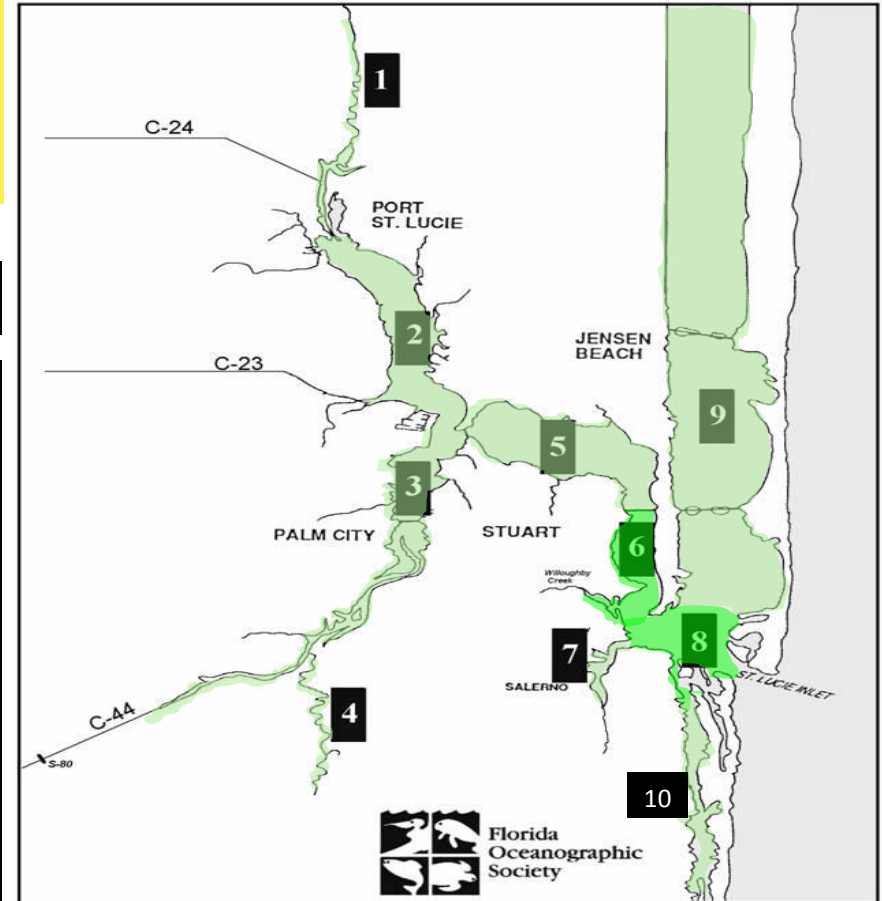 1
C-24
PORT
ST. LUCIE
2
JENSEN
BEACH
C-23
9
5
3
PALM CITY
STUART
6
Willoughby
Creek
8
7
SALERNO
ST. LUCIE INLET
4
C-44
S-80
10
Florida
Oceanographic
Society